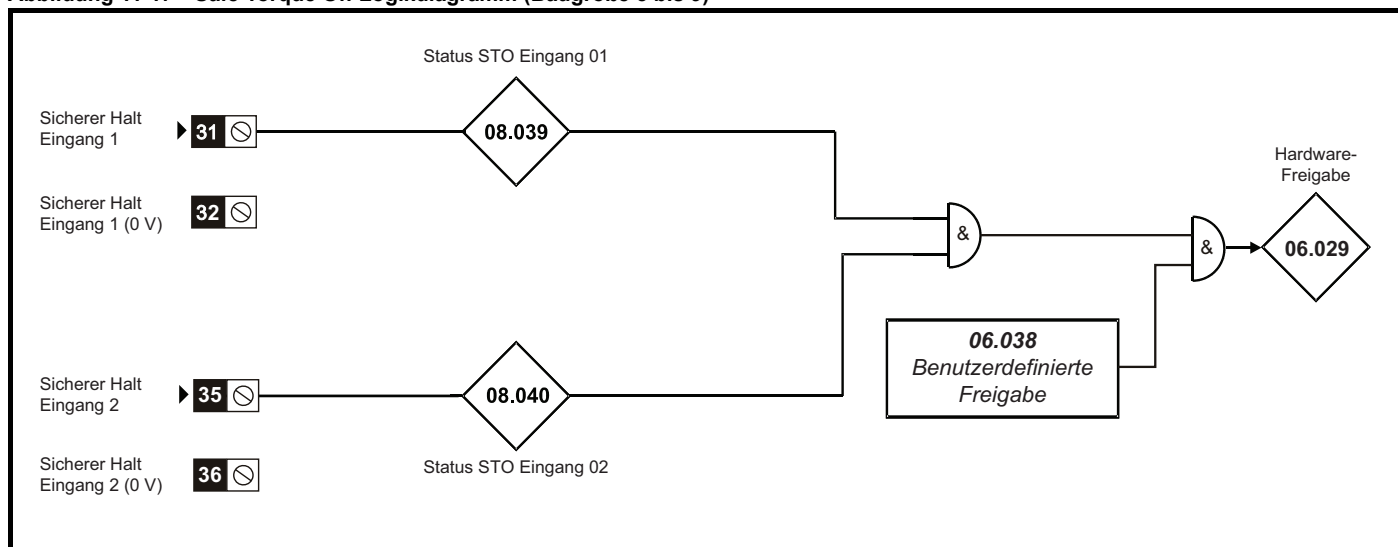 Status STO Eingang 01
Sicherer Halt
Eingang 1
31
08.039
Hardware-
Freigabe
Sicherer Halt
Eingang 1 (0 V)
32
&
&
06.029
06.038
Benutzerdefinierte
Freigabe
Sicherer Halt
Eingang 2
35
08.040
Sicherer Halt
Eingang 2 (0 V)
36
Status STO Eingang 02